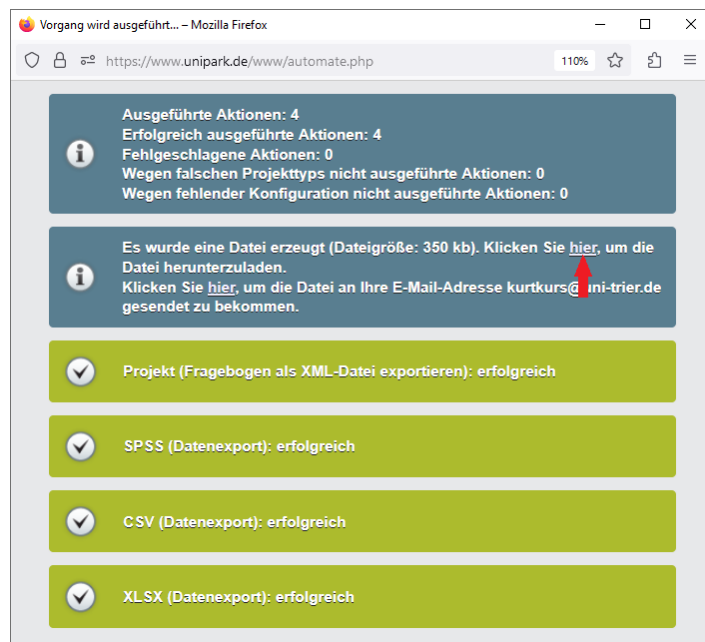 Vorgang wird ausgeführt... – Mozilla Firefox
https://www.unipark.de/www/automate.php
110%
Ausgeführte Aktionen: 4
Erfolgreich ausgeführte Aktionen: 4
Fehlgeschlagene Aktionen: 0
Wegen falschen Projekttyps nicht ausgeführte Aktionen: 0
Wegen fehlender Konfiguration nicht ausgeführte Aktionen: 0
Es wurde eine Datei erzeugt (Dateigröße: 350 kb). Klicken Sie hier, um die
Datei herunterzuladen.
Klicken Sie hier, um die Datei an Ihre E-Mail-Adresse kurtkurs@uni-trier.de
gesendet zu bekommen.
Projekt (Fragebogen als XML-Datei exportieren): erfolgreich
SPSS (Datenexport): erfolgreich
CSV (Datenexport): erfolgreich
XLSX (Datenexport): erfolgreich